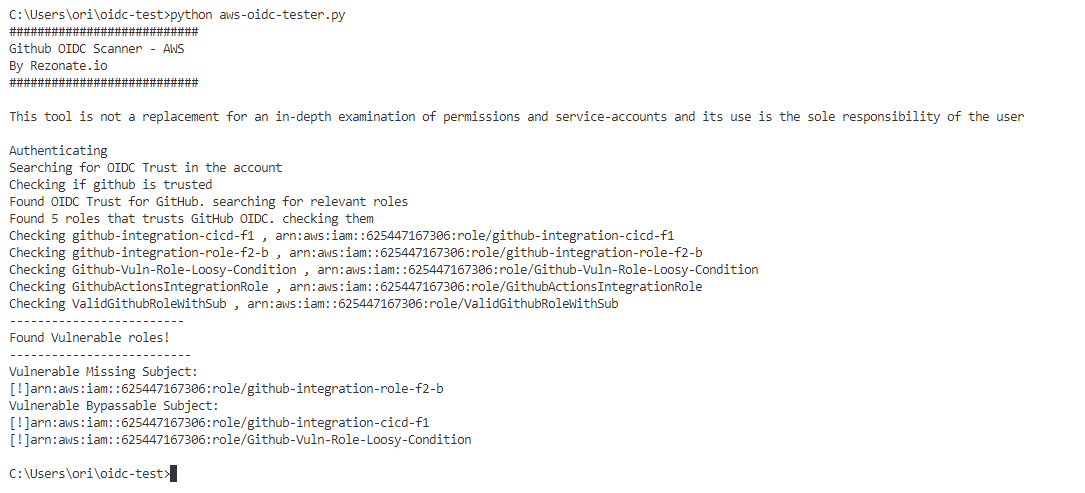 C:\Users\ori\oidc-test>python aws-oidc-tester.py
###########################
Github OIDC Scanner - AWS
By Rezonate.io
###########################
This tool is not a replacement for an in-depth examination of permissions and service-accounts and its use is the sole responsibility of the user
Authenticating
Searching for OIDC Trust in the account
Checking if github is trusted
Found OIDC Trust for GitHub. searching for relevant roles
Found 5 roles that trusts GitHub OIDC. checking them
Checking github-integration-cicd-f1 , arn:aws:iam::625447167306:role/github-integration-cicd-f1
Checking github-integration-role-f2-b , arn:aws:iam::625447167306:role/github-integration-role-f2-b
Checking Github-Vuln-Role-Loosy-Condition , arn:aws:iam::625447167306:role/Github-Vuln-Role-Loosy-Condition
Checking GithubActionsIntegrationRole , arn:aws:iam::625447167306:role/GithubActionsIntegrationRole
Checking ValidGithubRoleWithSub , arn:aws:iam::625447167306:role/ValidGithubRoleWithSub
-------------------------
Found Vulnerable roles!
--------------------------
Vulnerable Missing Subject:
[!]arn:aws:iam::625447167306:role/github-integration-role-f2-b
Vulnerable Bypassable Subject:
[!]arn:aws:iam::625447167306:role/github-integration-cicd-f1
[!]arn:aws:iam::625447167306:role/Github-Vuln-Role-Loosy-Condition
C:\Users\ori\oidc-test>